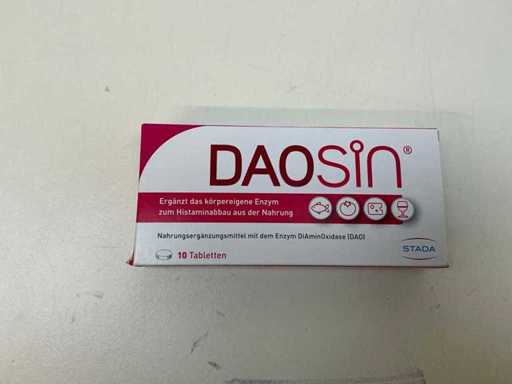 DAOSiN®
Ergänzt das körpereigene Enzym
zum Histaminabbau aus der Nahrung
Nahrungsergänzungsmittel mit dem Enzym DiAminOxidase (DAO)
10 Tabletten
STADA